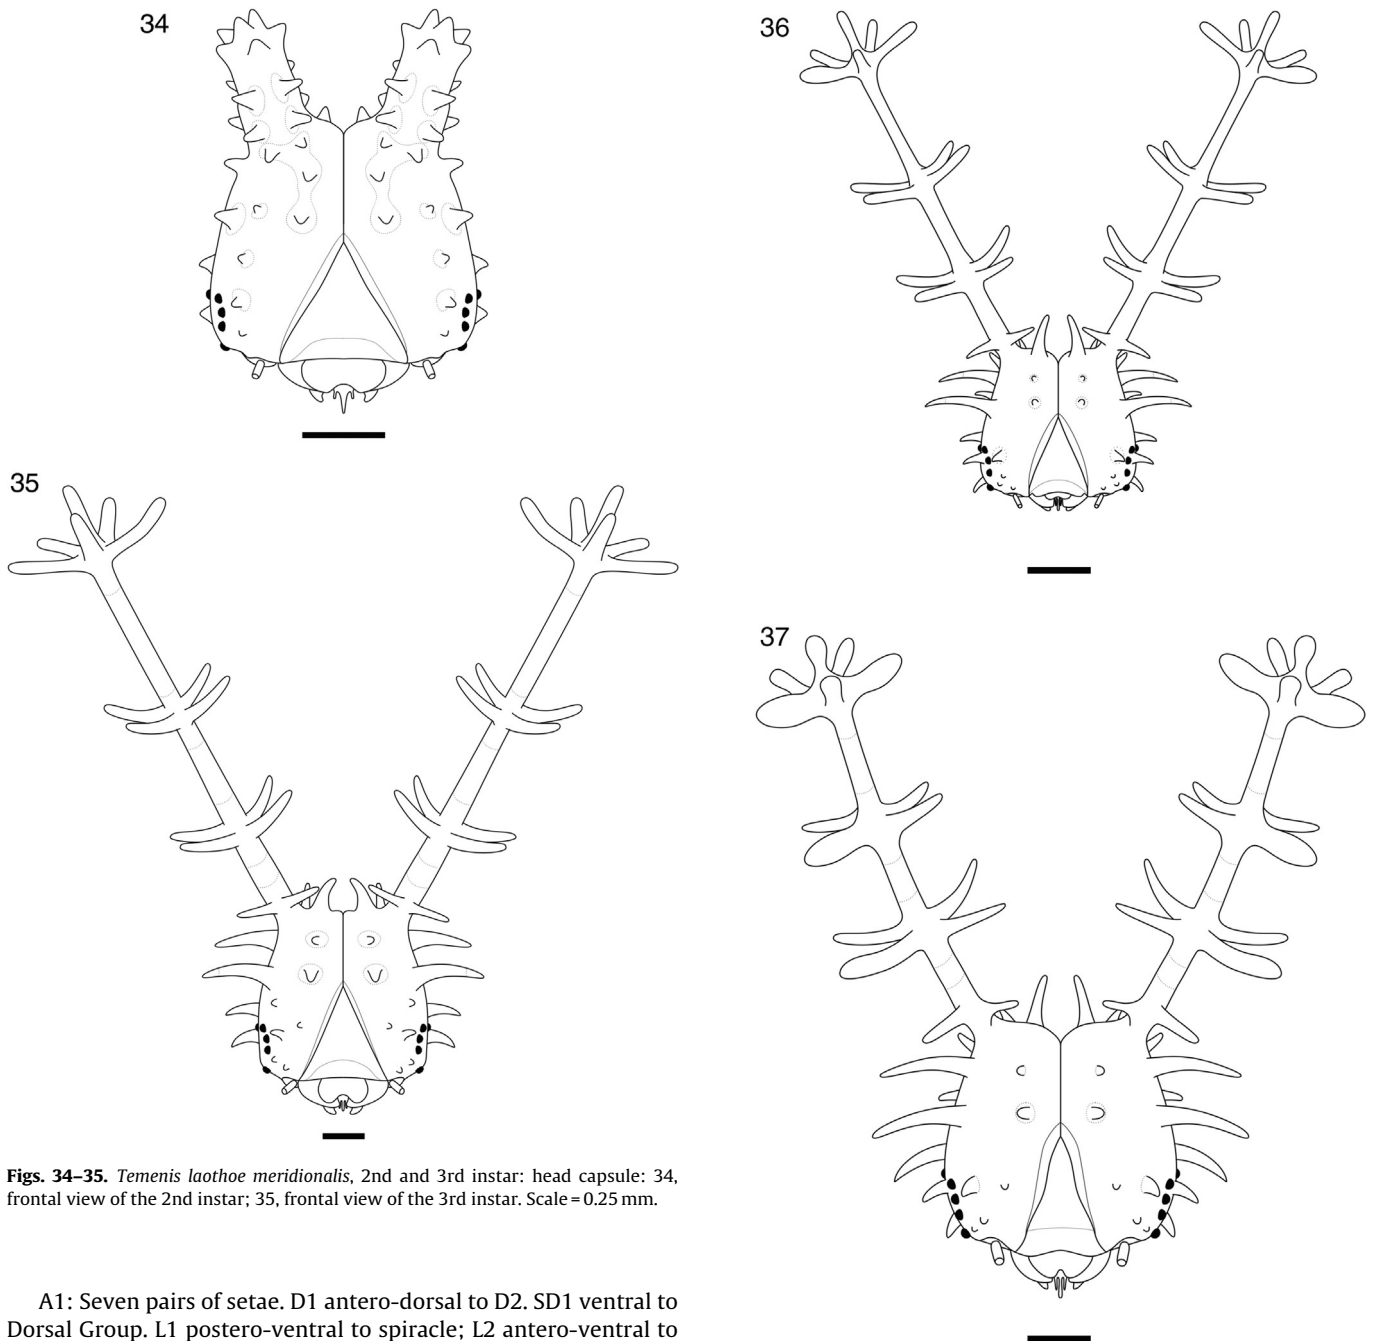 34
36
35
37
Figs. 34–35. Temenis laothoe meridionalis, 2nd and 3rd instar: head capsule: 34,
frontal view of the 2nd instar; 35, frontal view of the 3rd instar. Scale = 0.25 mm.
A1: Seven pairs of setae. D1 antero-dorsal to D2. SD1 ventral to
Dorsal Group. L1 postero-ventral to spiracle; L2 antero-ventral to